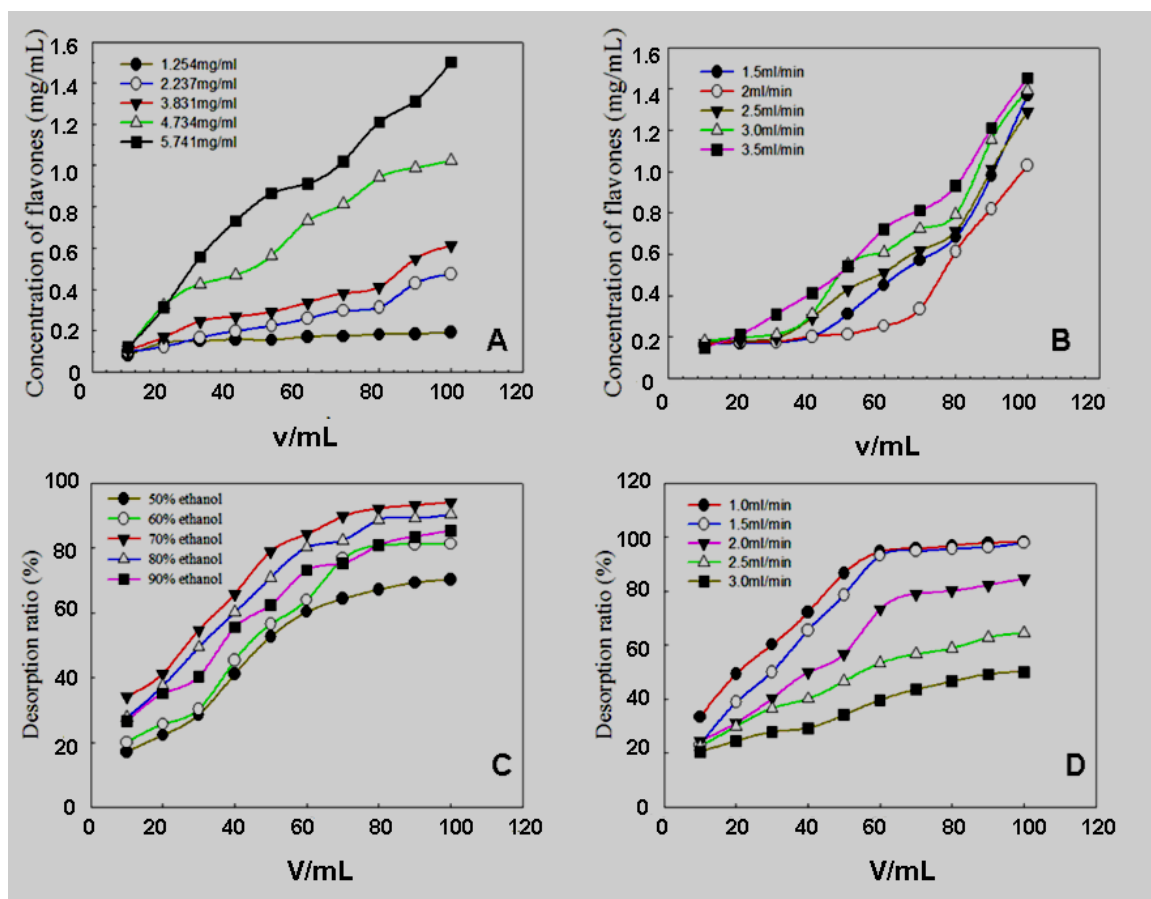 Concentration of flavones (mg/mL)
1.6
1.4
1.2
1.0
0.8
0.6
0.4
0.2
0
1.254mg/ml
2.237mg/ml
3.831mg/ml
4.734mg/ml
5.741mg/ml
A
0 20 40 60 80 100 120
v/mL
Concentration of flavones (mg/mL)
1.6
1.4
1.2
1.0
0.8
0.6
0.4
0.2
0
1.5ml/min
2ml/min
2.5ml/min
3.0ml/min
3.5ml/min
B
0 20 40 60 80 100 120
v/mL
Desorption ratio (%)
100
80
60
40
20
0
50% ethanol
60% ethanol
70% ethanol
80% ethanol
90% ethanol
C
0 20 40 60 80 100 120
V/mL
Desorption ratio (%)
120
100
80
60
40
20
0
1.0ml/min
1.5ml/min
2.0ml/min
2.5ml/min
3.0ml/min
D
0 20 40 60 80 100 120
V/mL